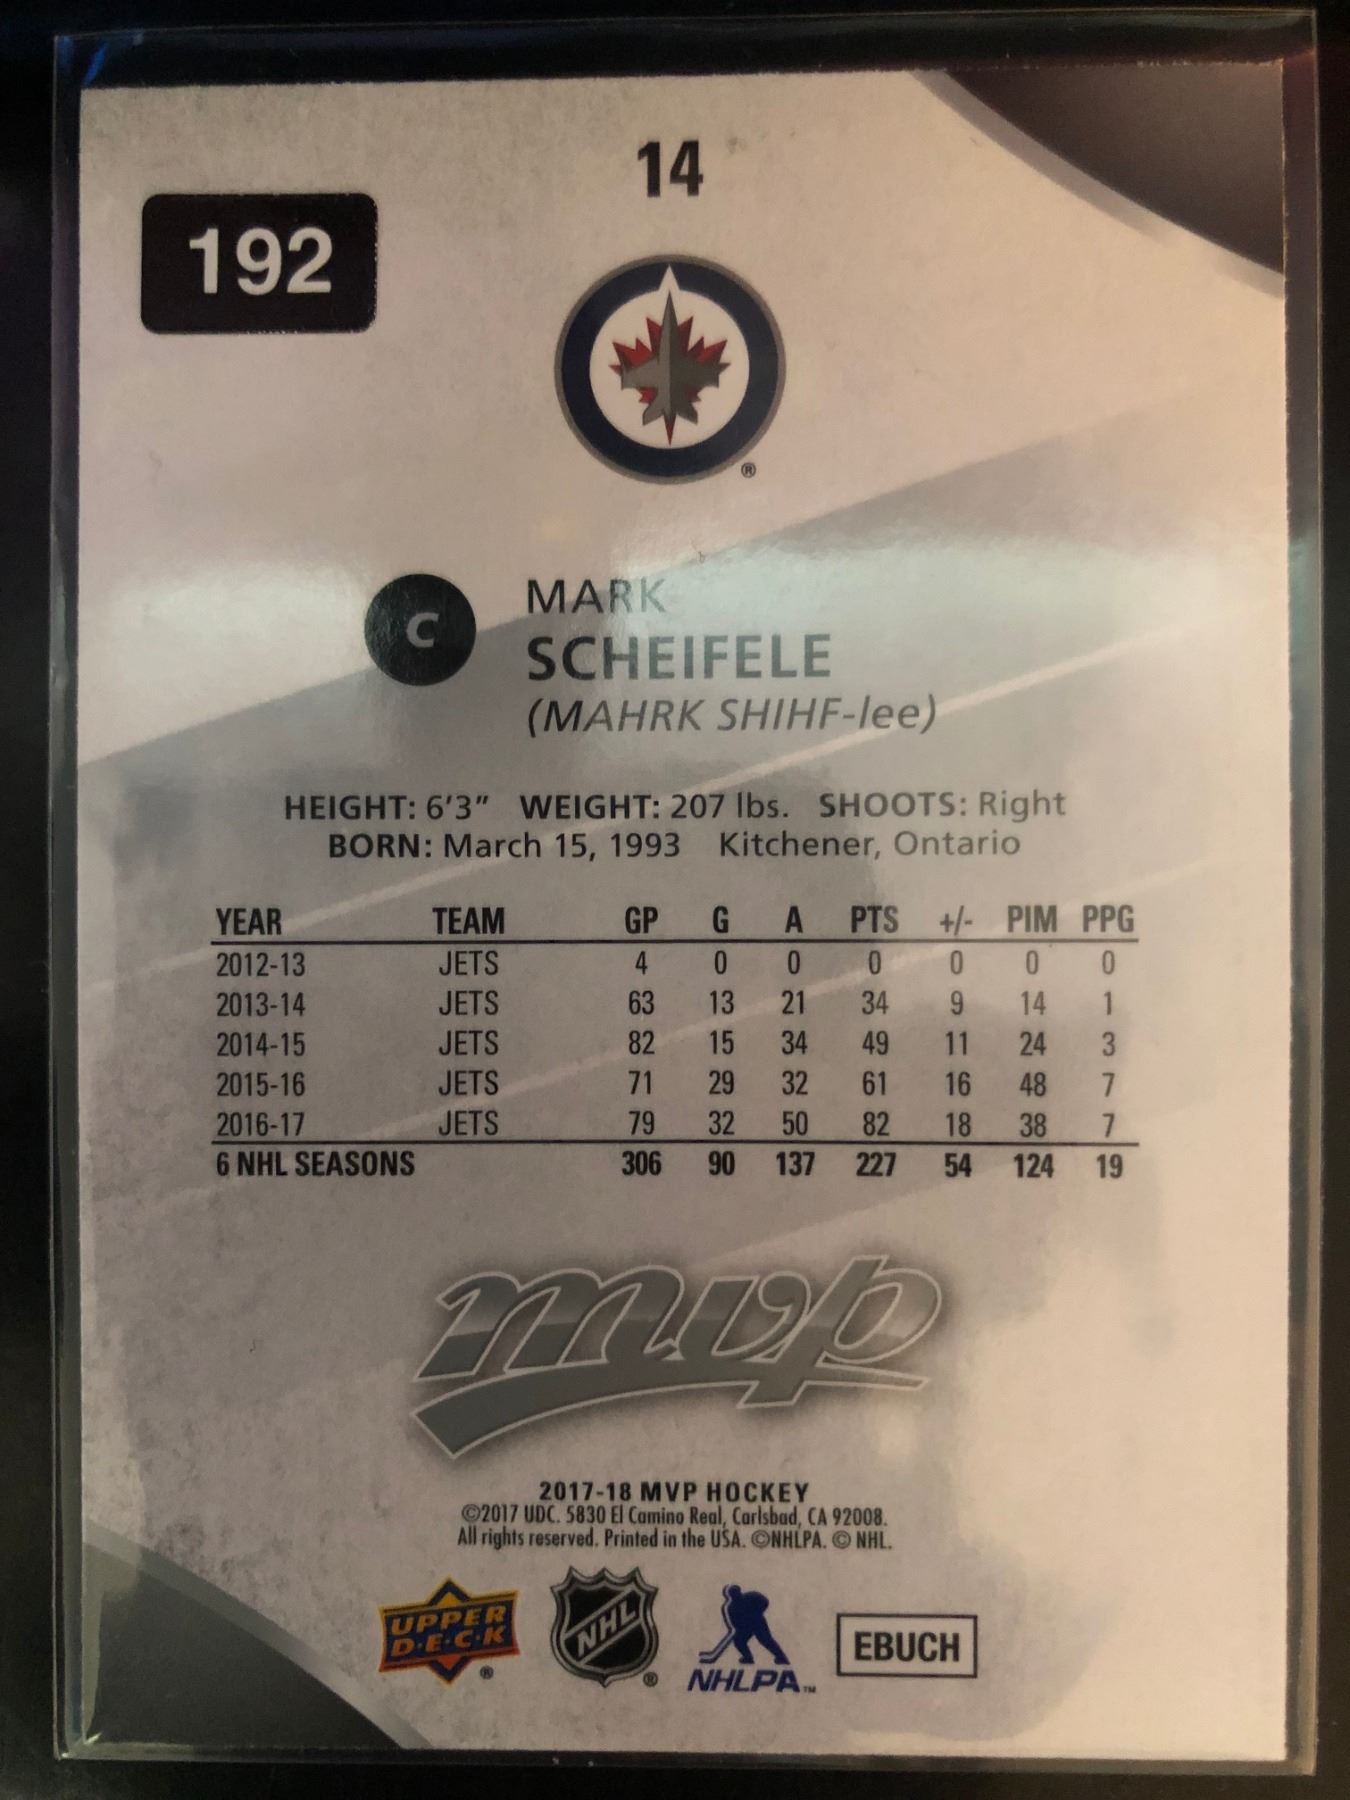 14
192
®
C
MARK
SCHEIFELE
(MAHRK SHIHF-lee)
HEIGHT: 6'3" WEIGHT: 207 lbs. SHOOTS: Right
BORN: March 15, 1993 Kitchener, Ontario
YEAR TEAM GP G A PTS +/- PIM PPG
2012-13 JETS 4 0 0 0 0 0 0
2013-14 JETS 63 13 21 34 9 14 1
2014-15 JETS 82 15 34 49 11 24 3
2015-16 JETS 71 29 32 61 16 48 7
2016-17 JETS 79 32 50 82 18 38 7
6 NHL SEASONS 306 90 137 227 54 124 19
mvp
2017-18 MVP HOCKEY
©2017 UDC. 5830 El Camino Real, Carlsbad, CA 92008.
All rights reserved. Printed in the USA. ©NHLPA. © NHL.
UPPER
D·E·C·K ®
NHL ®
NHLPA™
EBUCH